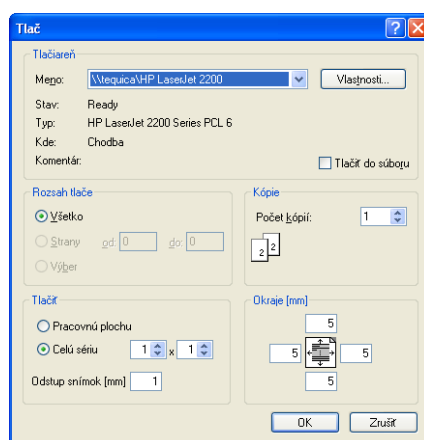 Tlač
Tlačiareň
Meno: \\tequica\HP LaserJet 2200 Vlastnosti...
Stav: Ready
Typ: HP LaserJet 2200 Series PCL 6
Kde: Chodba
Komentár: Tlačiť do súboru
Rozsah tlače
Všetko
Strany od: 0 do: 0
Výber
Kópie
Počet kópií: 1
2 2
Tlačiť
Pracovnú plochu
Celú sériu 1 x 1
Odstup snímok [mm] 1
Okraje [mm]
5
5 5
5
OK Zrušiť